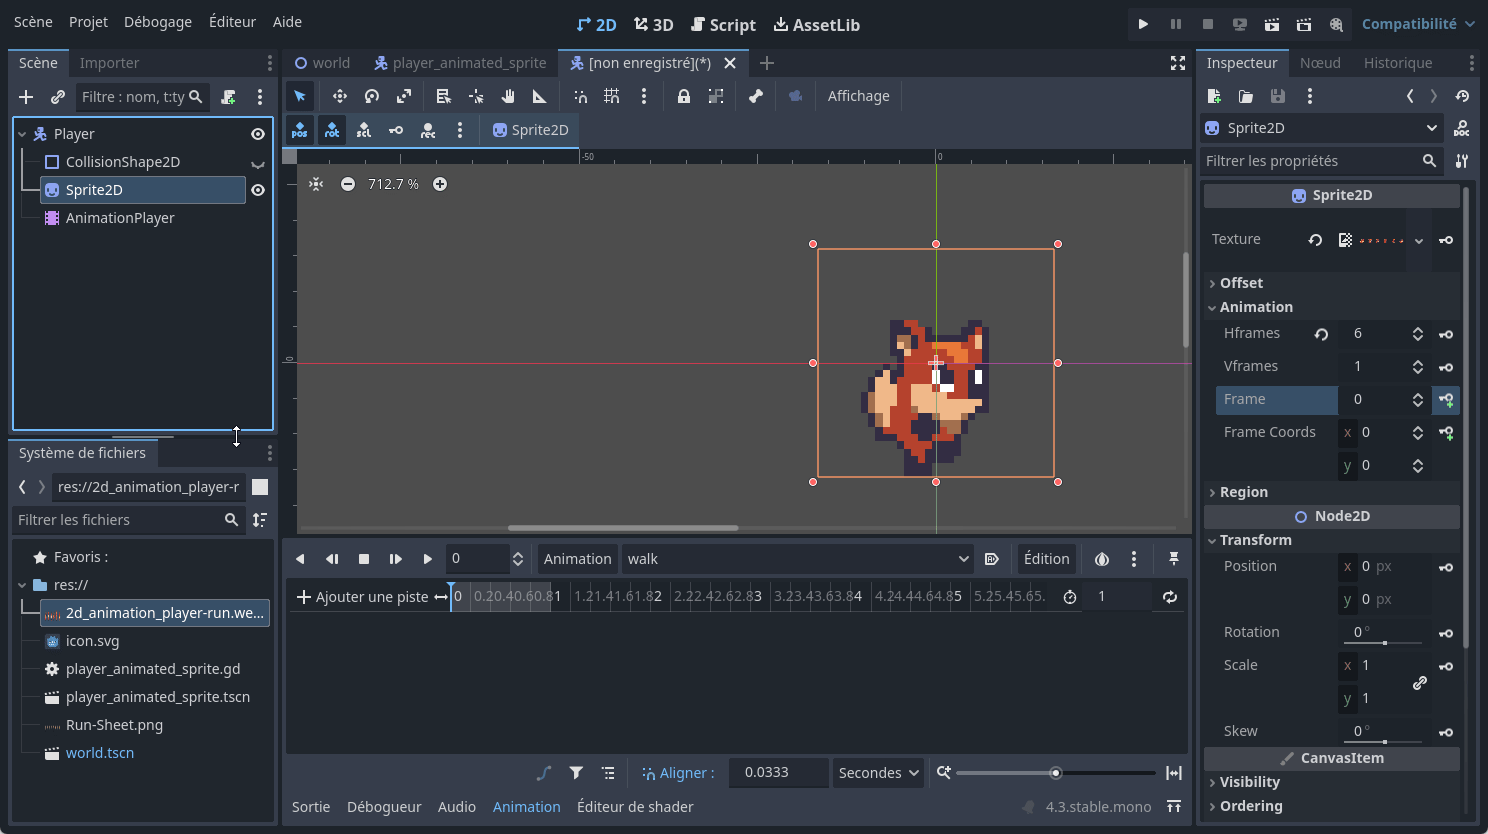 Scène Projet Débogage Éditeur Aide
2D 3D Script AssetLib
Compatibilité
Scène Importer
Filtre : nom, t:ty
Player
CollisionShape2D
Sprite2D
AnimationPlayer
Système de fichiers
res://2d_animation_player-r
Filtrer les fichiers
Favoris :
res://
2d_animation_player-run.we...
icon.svg
player_animated_sprite.gd
player_animated_sprite.tscn
Run-Sheet.png
world.tscn
world player_animated_sprite [non enregistré](*)
Affichage
pos rot scl rec Sprite2D
-50 0
0
712.7 %
0 Animation walk Édition
Ajouter une piste 0 0.20.40.60.81 1.21.41.61.82 2.22.42.62.83 3.23.43.63.84 4.24.44.64.85 5.25.45.65. 1
Aligner : 0.0333 Secondes
Sortie Débogueur Audio Animation Éditeur de shader 4.3.stable.mono
Inspecteur Nœud Historique
Sprite2D DOC
Filtrer les propriétés
Sprite2D
Texture
Offset
Animation
Hframes 6
Vframes 1
Frame 0
Frame Coords x 0
y 0
Region
Node2D
Transform
Position x 0 px
y 0 px
Rotation 0 °
Scale x 1
y 1
Skew 0 °
CanvasItem
Visibility
Ordering